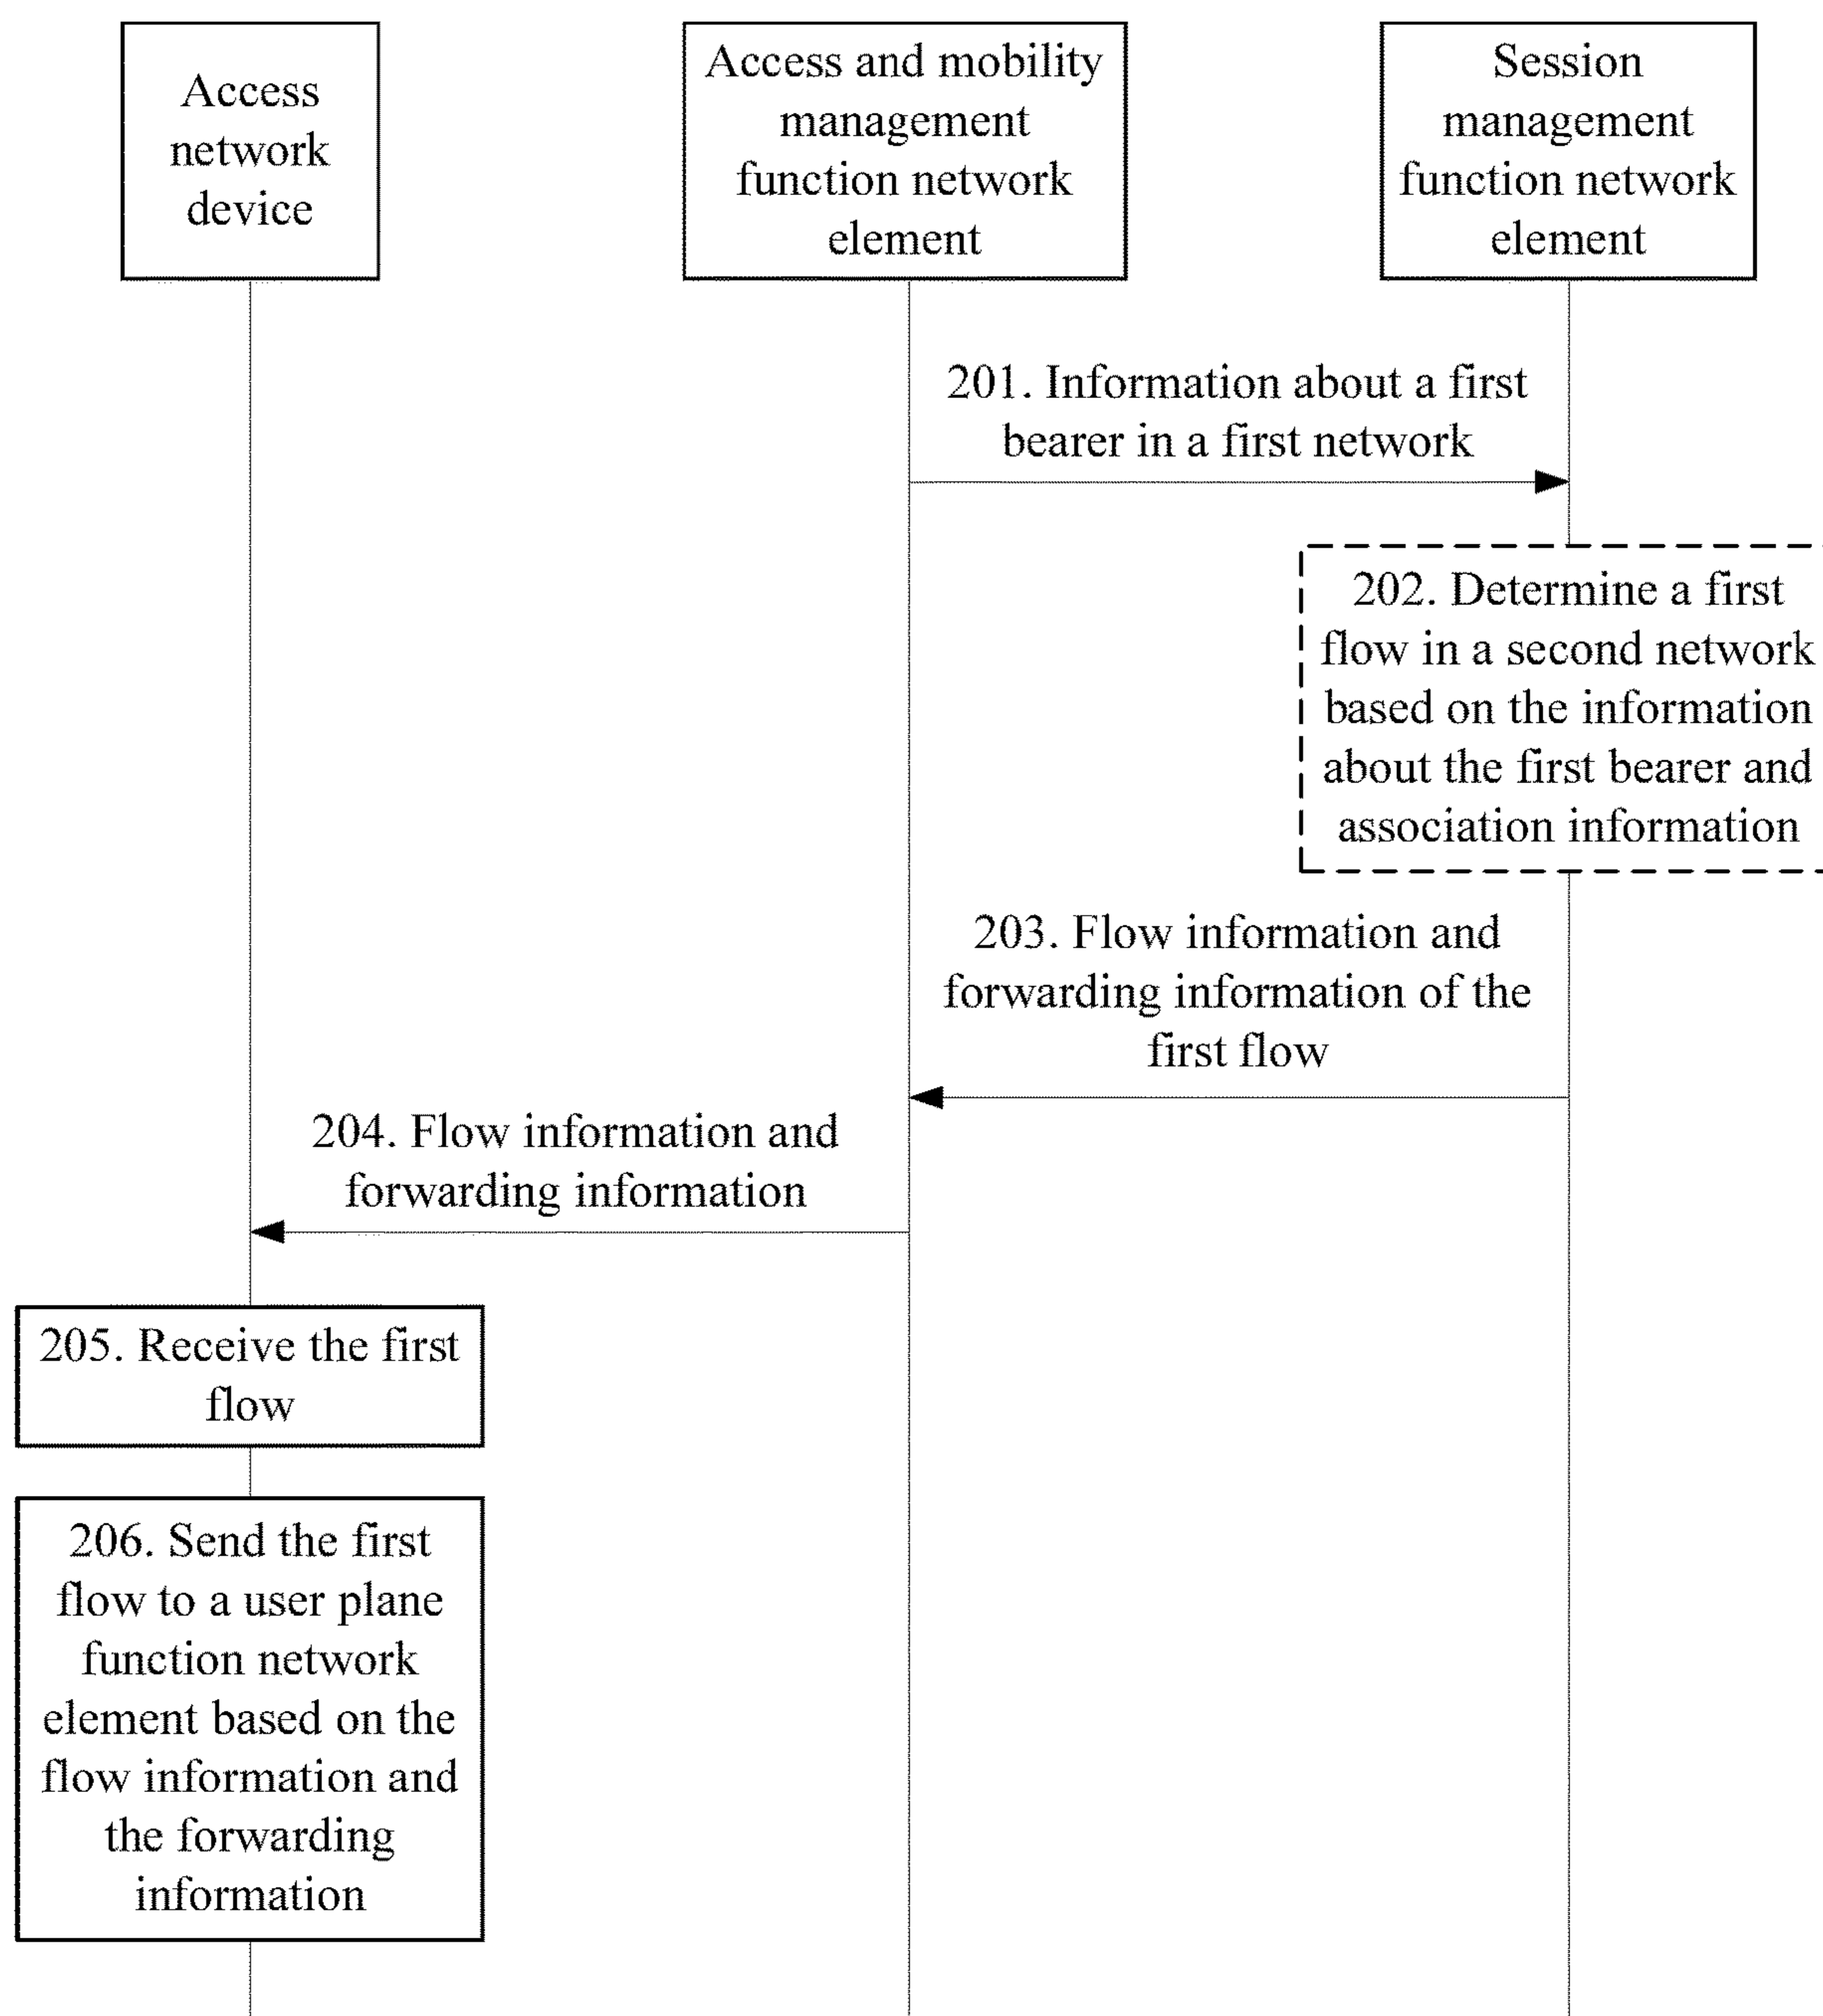 Access
network
device
Access and mobility
management
function network
element
Session
management
function network
element
201. Information about a first
bearer in a first network
202. Determine a first
flow in a second network
based on the information
about the first bearer and
association information
203. Flow information and
forwarding information of the
first flow
204. Flow information and
forwarding information
205. Receive the first
flow
206. Send the first
flow to a user plane
function network
element based on the
flow information and
the forwarding
information